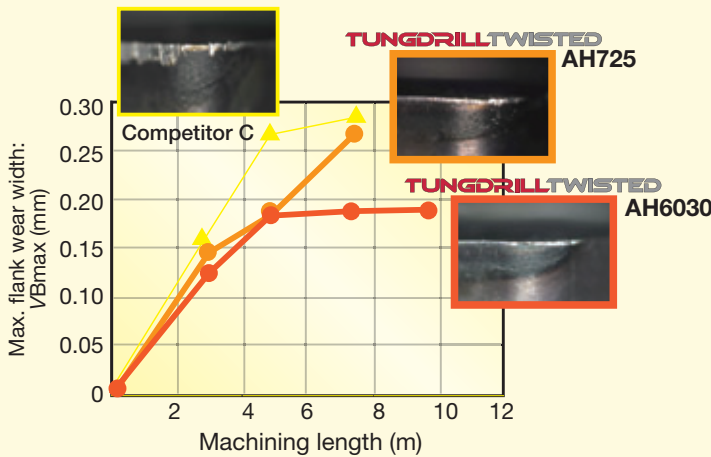 TUNGDRILLTWISTED
AH725
0.30
Competitor C
0.25
0.20
TUNGDRILLTWISTED
AH6030
0.15
0.10
0.05
0
Max. flank wear width:
VBmax (mm)
2 4 6 8 10 12
Machining length (m)